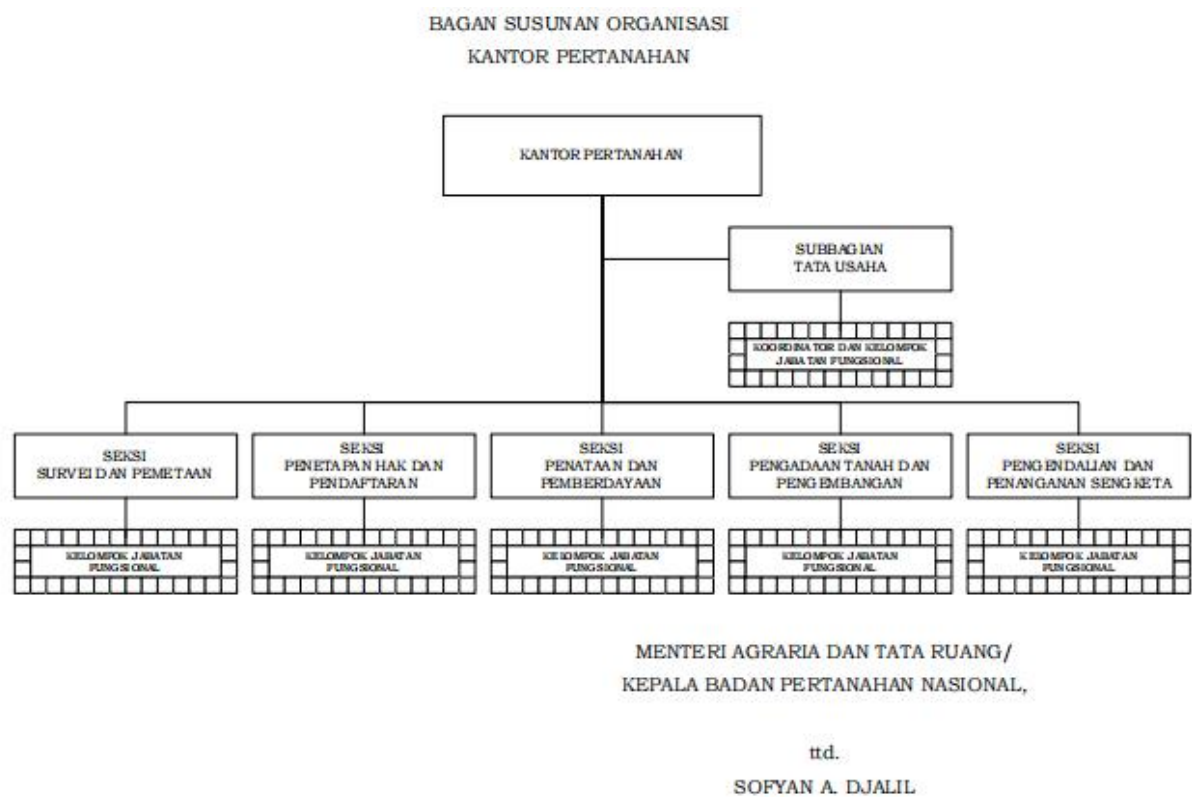 BAGAN SUSUNAN ORGANISASI
KANTOR PERTANAHAN
KANTOR PERTANAHAN
SUBBAGIAN
TATA USAHA
KOORDINATOR DAN KELOMPOK
JABATAN FUNGSIONAL
SEKSI
SURVEI DAN PEMETAAN
SEKSI
PENETAPAN HAK DAN
PENDAFTARAN
SEKSI
PENATAAN DAN
PEMBERDAYAAN
SEKSI
PENGADAAN TANAH DAN
PENGEMBANGAN
SEKSI
PENGENDALIAN DAN
PENANGANAN SENGKETA
KELOMPOK JABATAN
FUNGSIONAL
KELOMPOK JABATAN
FUNGSIONAL
KELOMPOK JABATAN
FUNGSIONAL
KELOMPOK JABATAN
FUNGSIONAL
KELOMPOK JABATAN
FUNGSIONAL
MENTERI AGRARIA DAN TATA RUANG/
KEPALA BADAN PERTANAHAN NASIONAL,
ttd.
SOFYAN A. DJALIL